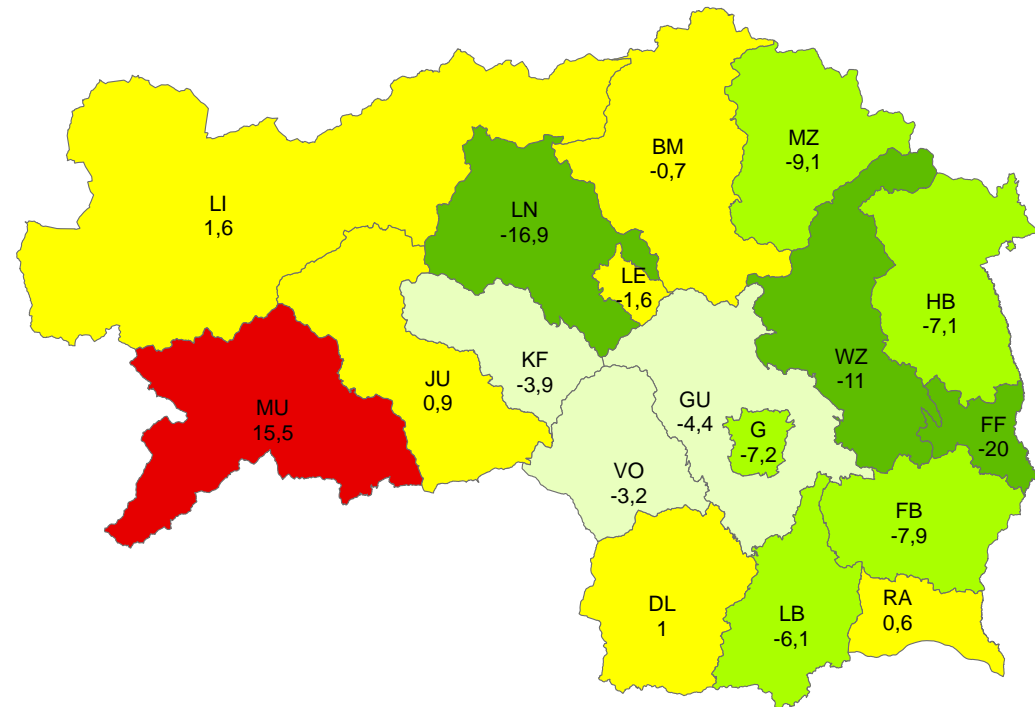 BM
-0,7
MZ
-9,1
LI
1,6
LN
-16,9
LE
-1,6
HB
-7,1
KF
-3,9
WZ
-11
JU
0,9
GU
-4,4
MU
15,5
G
-7,2
FF
-20
VO
-3,2
FB
-7,9
DL
1
LB
-6,1
RA
0,6